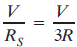 V/R_S = V/3R